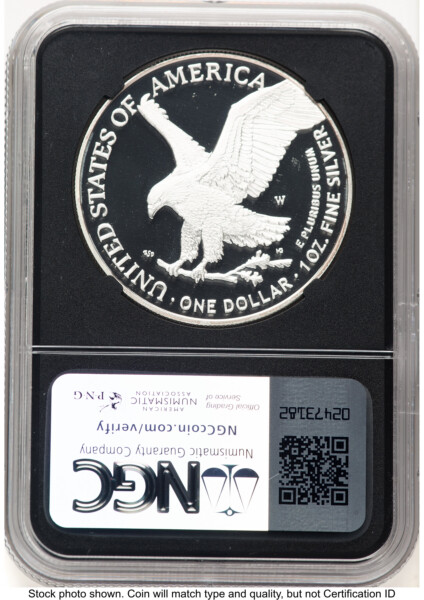 UNITED STATES OF AMERICA
W
E PLURIBUS UNUM
1 OZ. FINE SILVER
· ONE DOLLAR ·
NGC
Numismatic Guaranty Company
NGCcoin.com/verify
Official Grading
Service of
AMERICAN
NUMISMATIC
ASSOCIATION
PNG
02473182
Stock photo shown. Coin will match type and quality, but not Certification ID